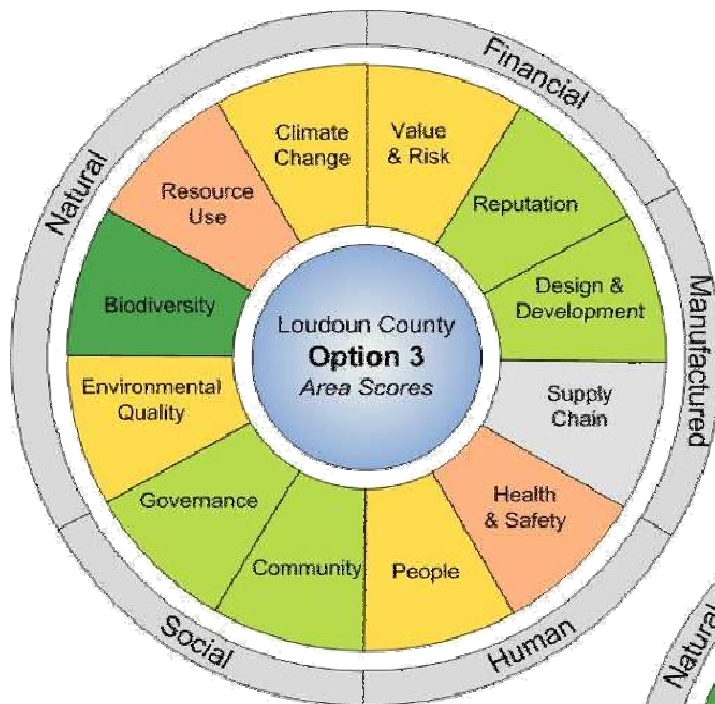 Financial
Manufactured
Human
Social
Natural
Climate
Change
Value
& Risk
Reputation
Design &
Development
Supply
Chain
Health
& Safety
People
Community
Governance
Environmental
Quality
Biodiversity
Resource
Use
Loudoun County
Option 3
Area Scores
Natural